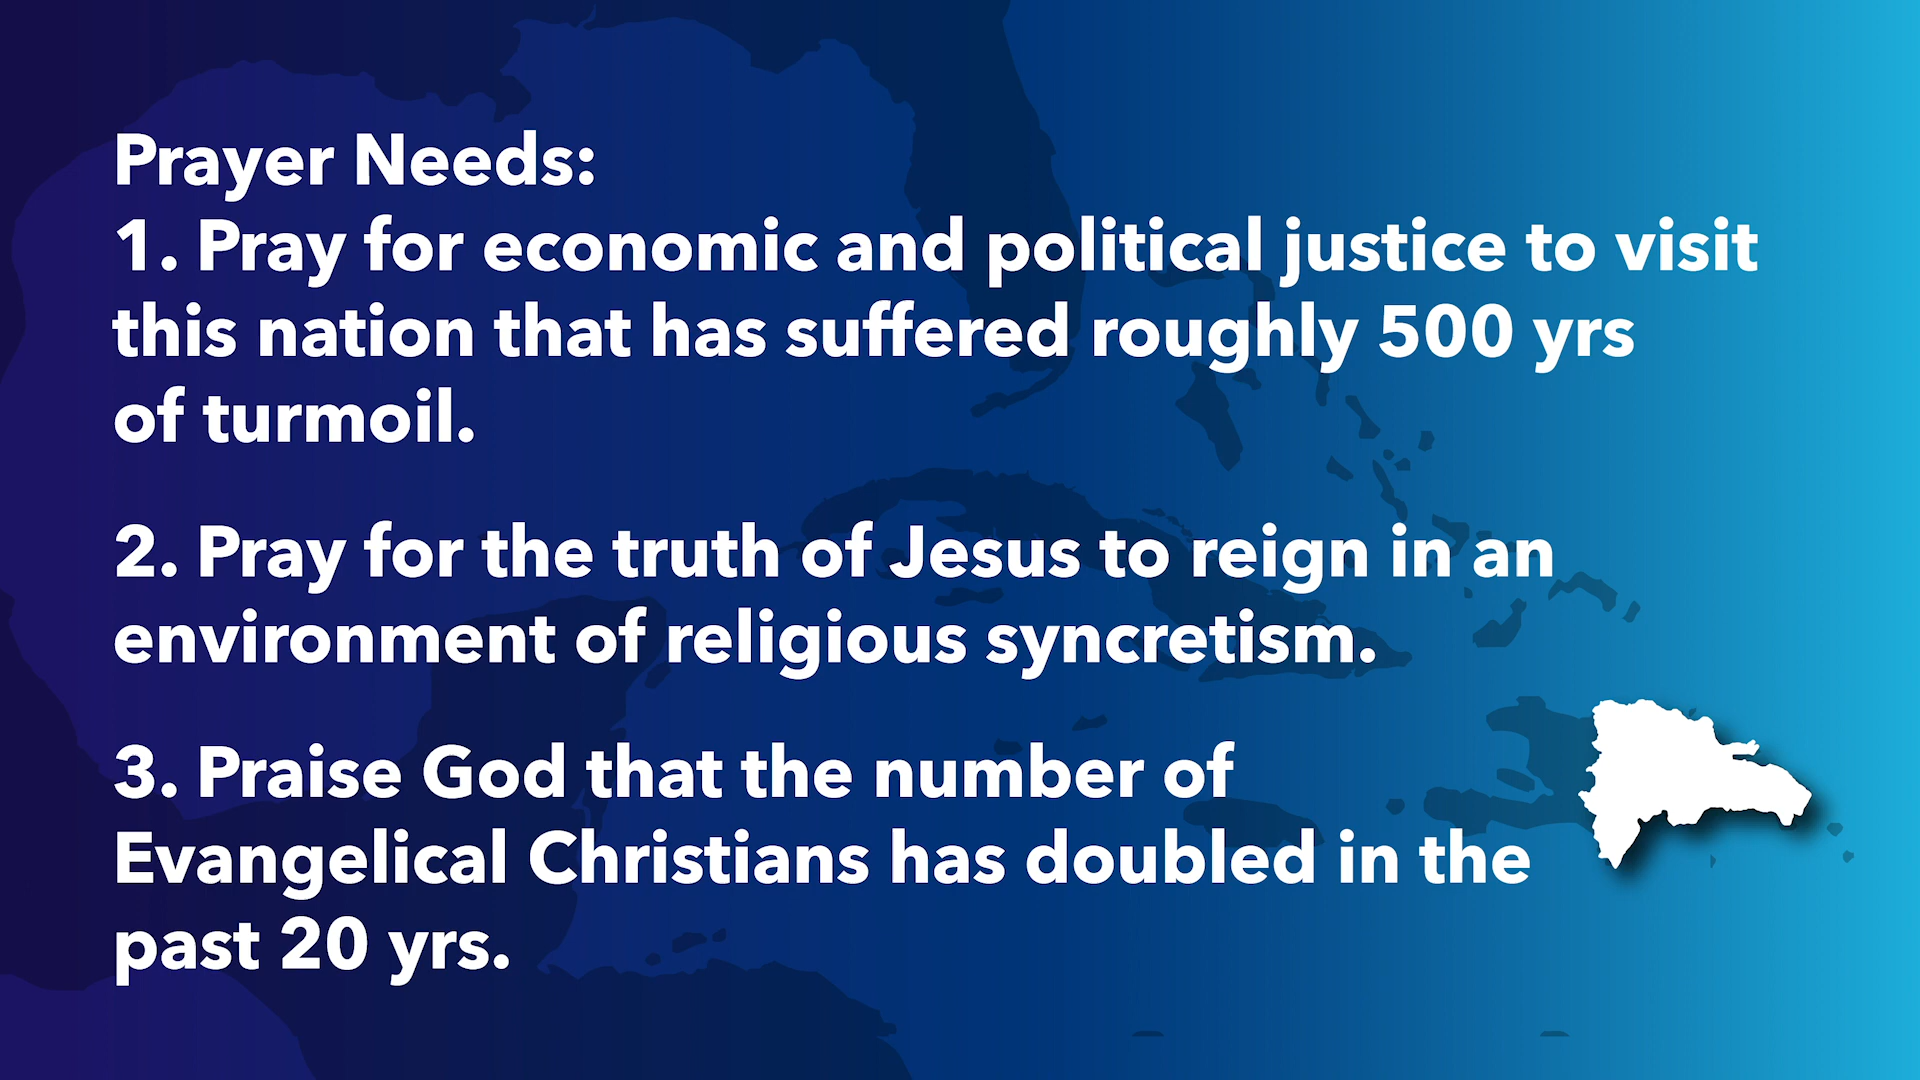 Prayer Needs:
1. Pray for economic and political justice to visit
this nation that has suffered roughly 500 yrs
of turmoil.
2. Pray for the truth of Jesus to reign in an
environment of religious syncretism.
3. Praise God that the number of
Evangelical Christians has doubled in the
past 20 yrs.